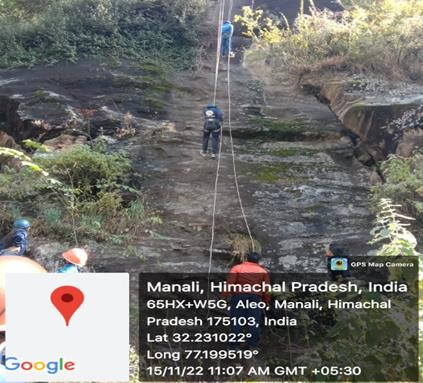 GPS Map Camera
Manali, Himachal Pradesh, India
65HX+W5G, Aleo, Manali, Himachal
Pradesh 175103, India
Lat 32.231022°
Long 77.199519°
15/11/22 11:07 AM GMT +05:30
Google